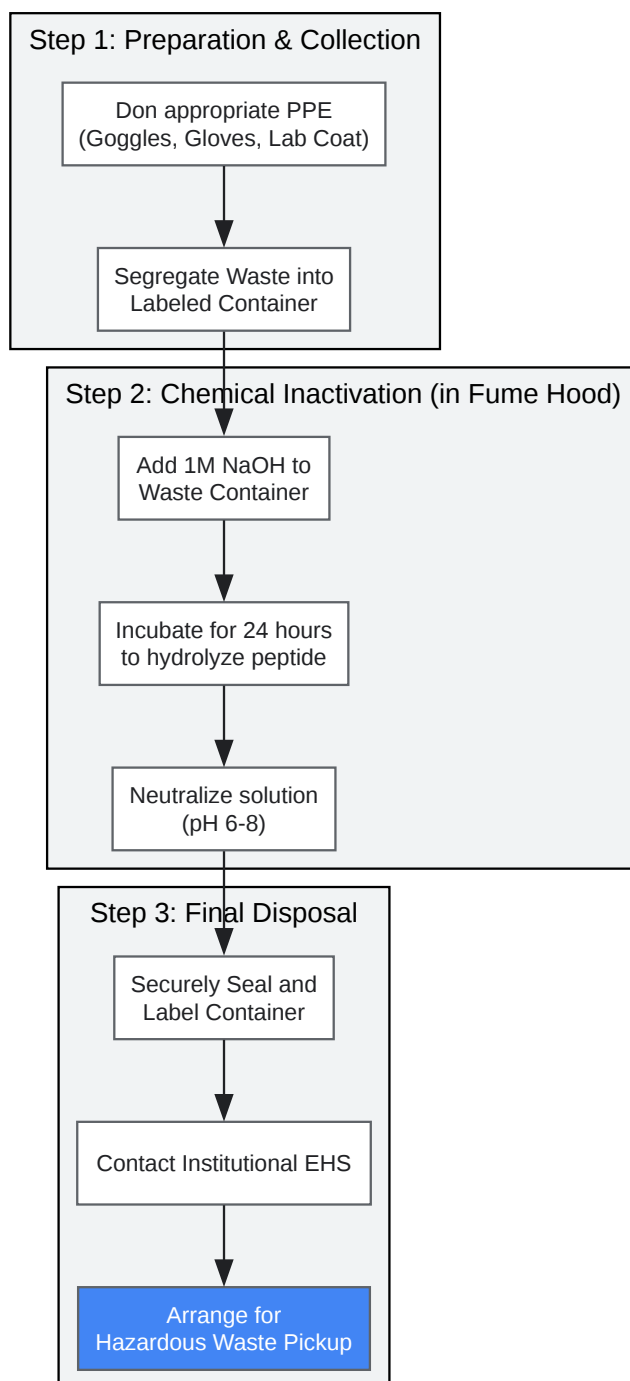 Step 1: Preparation & Collection
Don appropriate PPE
(Goggles, Gloves, Lab Coat)
Segregate Waste into
Labeled Container
Step 2: Chemical Inactivation (in Fume Hood)
Add 1M NaOH to
Waste Container
Incubate for 24 hours
to hydrolyze peptide
Neutralize solution
(pH 6-8)
Step 3: Final Disposal
Securely Seal and
Label Container
Contact Institutional EHS
Arrange for
Hazardous Waste Pickup